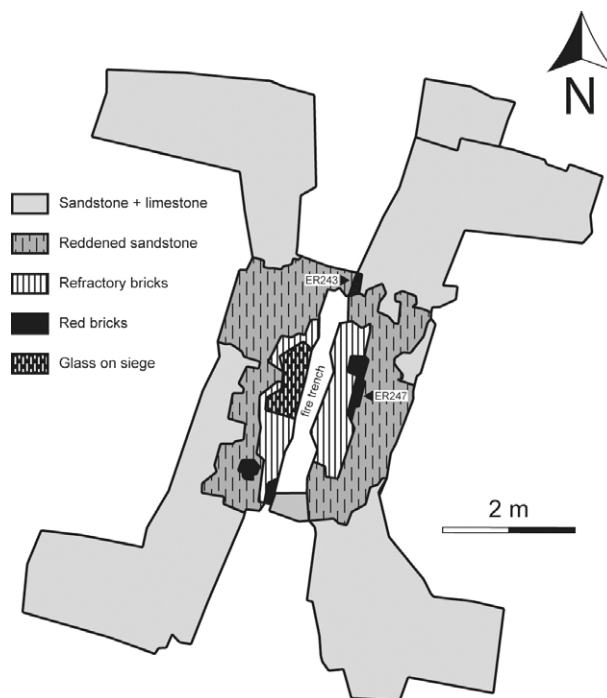 N
Sandstone + limestone
Reddened sandstone
Refractory bricks
Red bricks
Glass on siege
ER243
fire trench
ER247
2 m